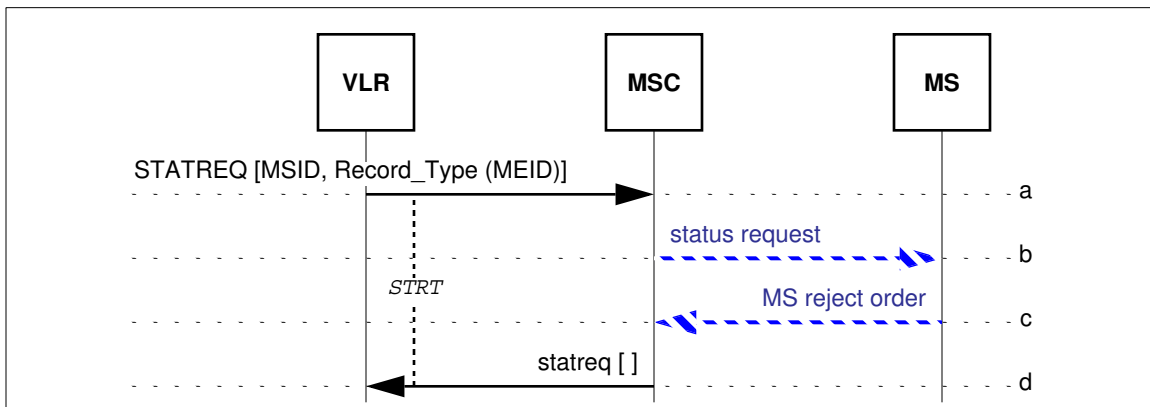 VLR MSC MS
STATREQ [MSID, Record_Type (MEID)]
a
status request
b
STRT
MS reject order
c
statreq [ ]
d